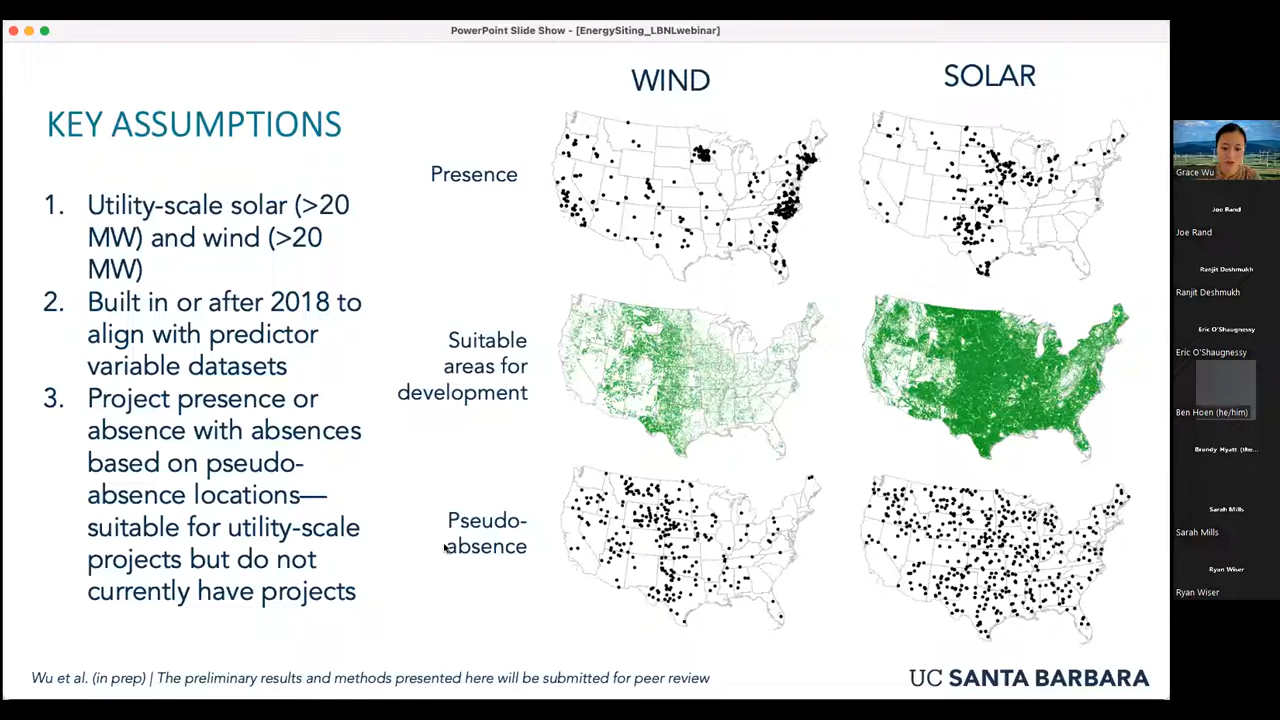 PowerPoint Slide Show - [EnergySiting_LBNLwebinar]
WIND
SOLAR
KEY ASSUMPTIONS
1. Utility-scale solar (>20
MW) and wind (>20
MW)
2. Built in or after 2018 to
align with predictor
variable datasets
3. Project presence or
absence with absences
based on pseudo-
absence locations—
suitable for utility-scale
projects but do not
currently have projects
Presence
Suitable
areas for
development
Pseudo-
absence
Wu et al. (in prep) | The preliminary results and methods presented here will be submitted for peer review
UC SANTA BARBARA
Grace Wu
Joe Rand
Joe Rand
Ranjit Deshmukh
Ranjit Deshmukh
Eric O'Shaugnessy
Eric O'Shaugnessy
Ben Hoen (he/him)
Brandy Hyatt (the...
Sarah Mills
Sarah Mills
Ryan Wiser
Ryan Wiser